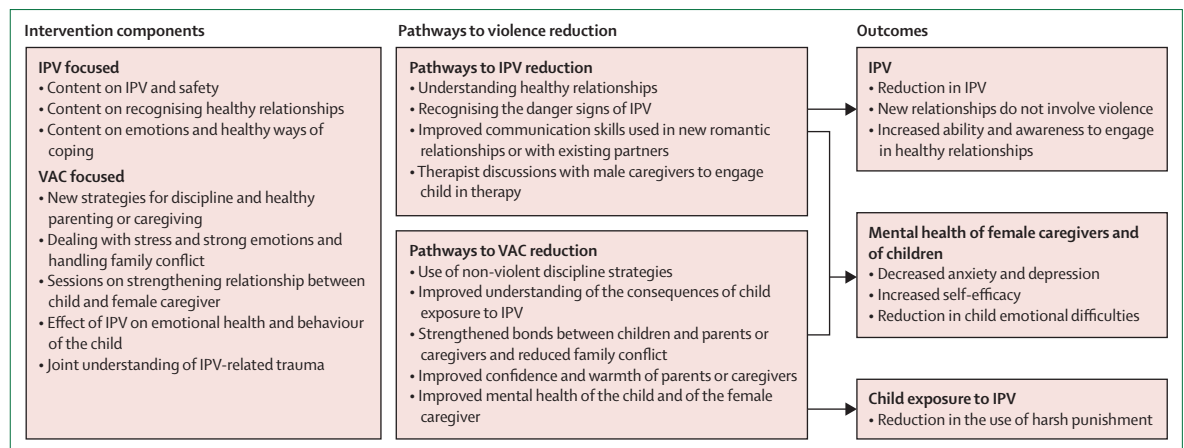 Intervention components
IPV focused
• Content on IPV and safety
• Content on recognising healthy relationships
• Content on emotions and healthy ways of
coping
VAC focused
• New strategies for discipline and healthy
parenting or caregiving
• Dealing with stress and strong emotions and
handling family conflict
• Sessions on strengthening relationship between
child and female caregiver
• Effect of IPV on emotional health and behaviour
of the child
• Joint understanding of IPV-related trauma
Pathways to violence reduction
Pathways to IPV reduction
• Understanding healthy relationships
• Recognising the danger signs of IPV
• Improved communication skills used in new romantic
relationships or with existing partners
• Therapist discussions with male caregivers to engage
child in therapy
Pathways to VAC reduction
• Use of non-violent discipline strategies
• Improved understanding of the consequences of child
exposure to IPV
• Strengthened bonds between children and parents or
caregivers and reduced family conflict
• Improved confidence and warmth of parents or caregivers
• Improved mental health of the child and of the female
caregiver
Outcomes
IPV
• Reduction in IPV
• New relationships do not involve violence
• Increased ability and awareness to engage
in healthy relationships
Mental health of female caregivers and
of children
• Decreased anxiety and depression
• Increased self-efficacy
• Reduction in child emotional difficulties
Child exposure to IPV
• Reduction in the use of harsh punishment